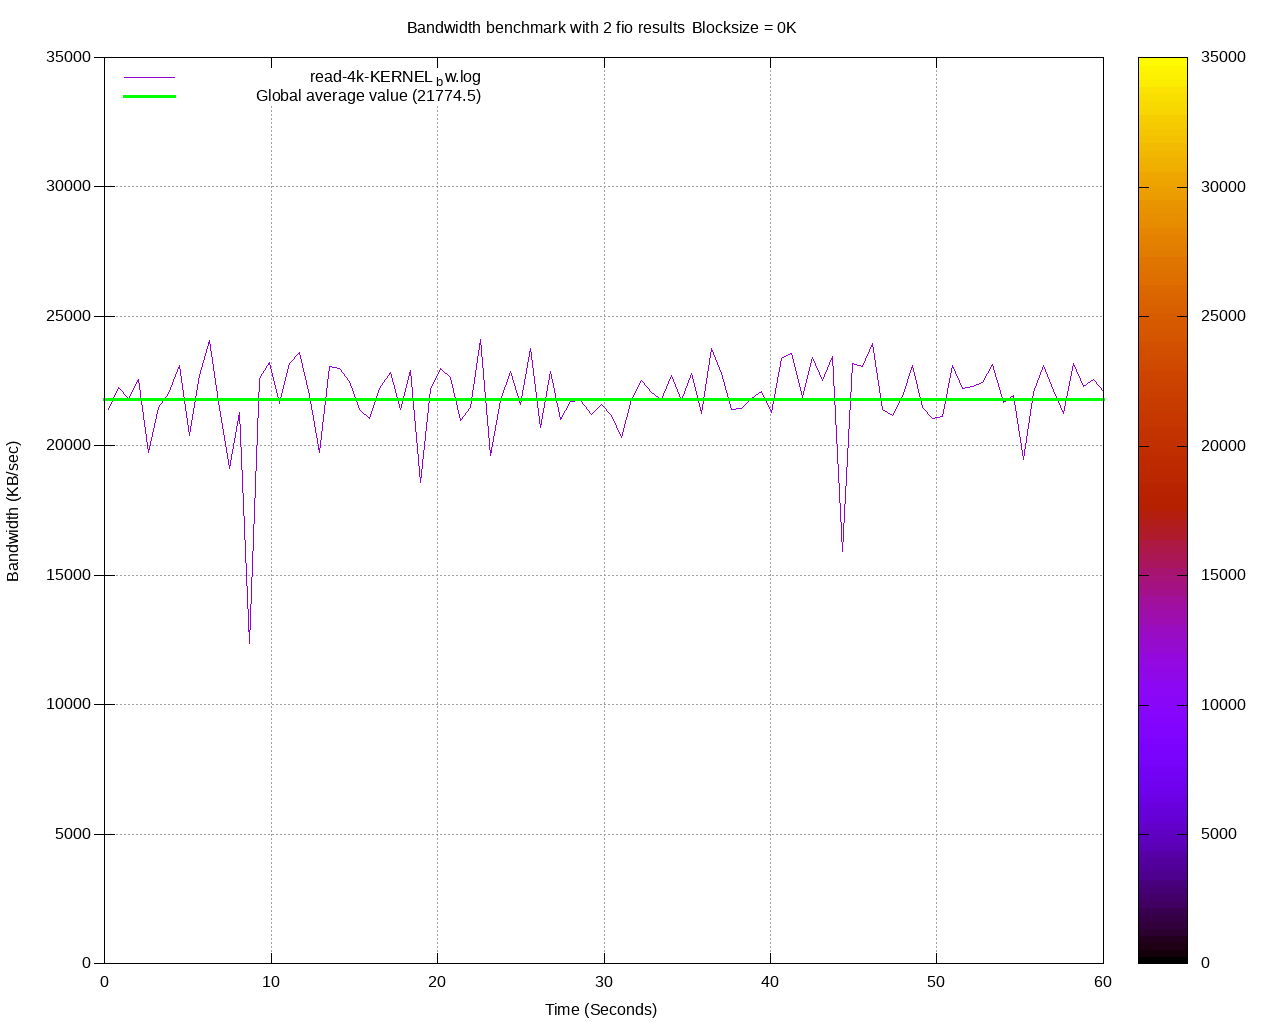 Bandwidth benchmark with 2 fio results Blocksize = 0K
read-4k-KERNEL_bw.log
Global average value (21774.5)
35000
30000
25000
20000
15000
10000
5000
0
Bandwidth (KB/sec)
0 10 20 30 40 50 60
Time (Seconds)
35000
30000
25000
20000
15000
10000
5000
0